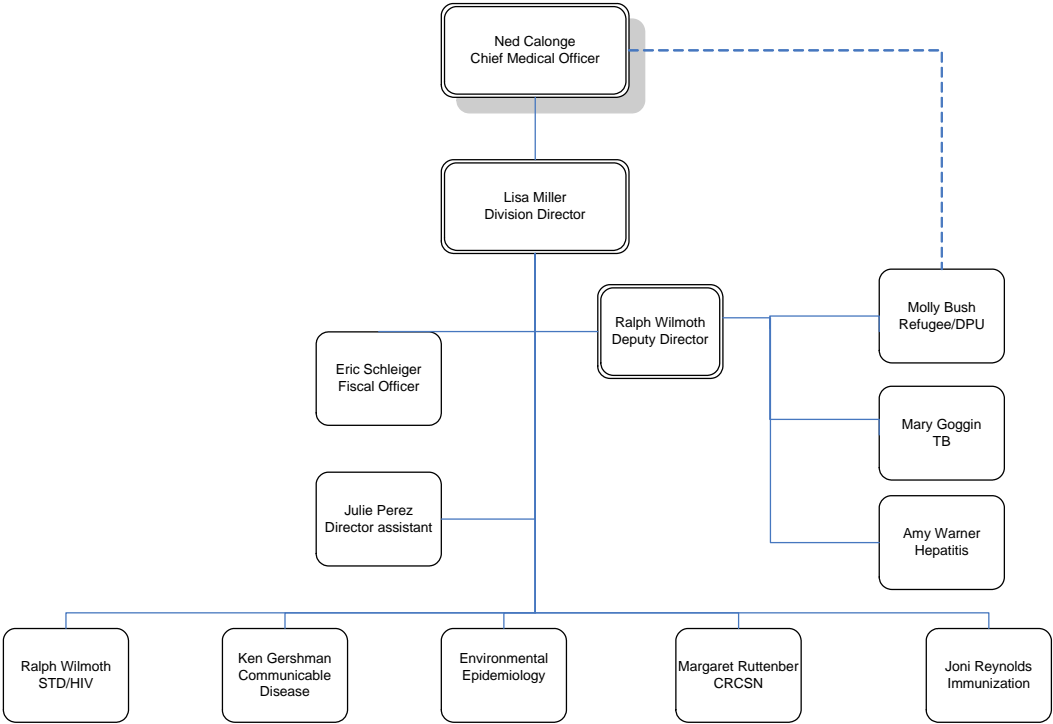 Ned Calonge
Chief Medical Officer
Lisa Miller
Division Director
Ralph Wilmoth
Deputy Director
Molly Bush
Refugee/DPU
Eric Schleiger
Fiscal Officer
Mary Goggin
TB
Julie Perez
Director assistant
Amy Warner
Hepatitis
Ralph Wilmoth
STD/HIV
Ken Gershman
Communicable
Disease
Environmental
Epidemiology
Margaret Ruttenber
CRCSN
Joni Reynolds
Immunization